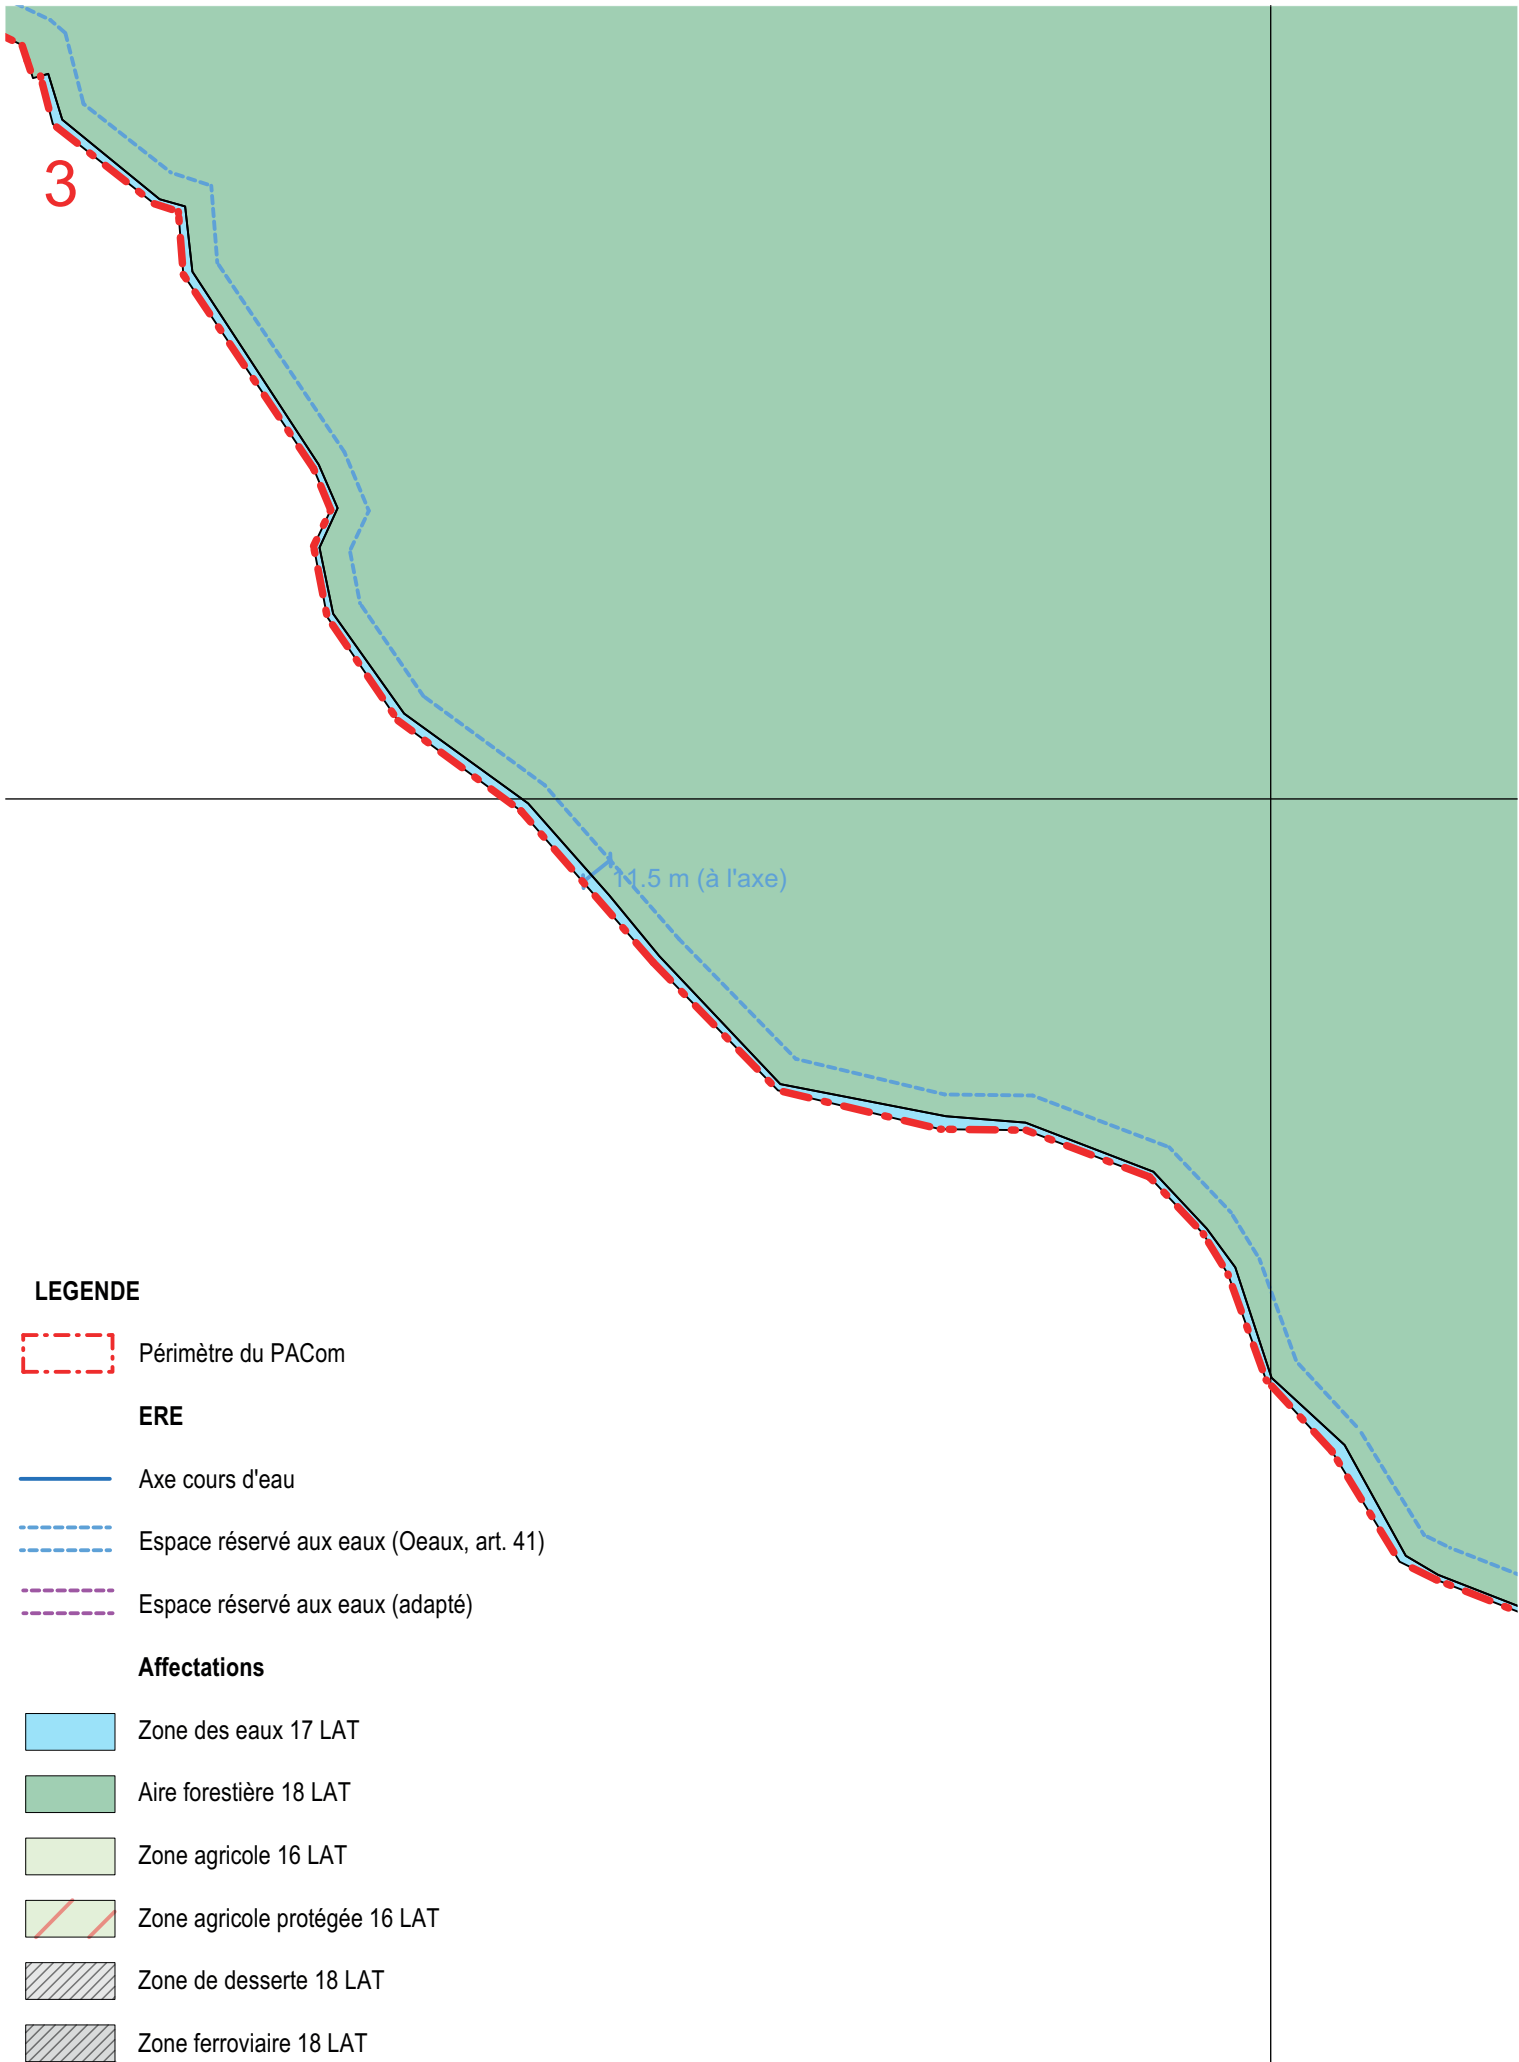 3
11.5 m (à l'axe)
LEGENDE
Périmètre du PACom
ERE
Axe cours d'eau
Espace réservé aux eaux (Oeaux, art. 41)
Espace réservé aux eaux (adapté)
Affectations
Zone des eaux 17 LAT
Aire forestière 18 LAT
Zone agricole 16 LAT
Zone agricole protégée 16 LAT
Zone de desserte 18 LAT
Zone ferroviaire 18 LAT